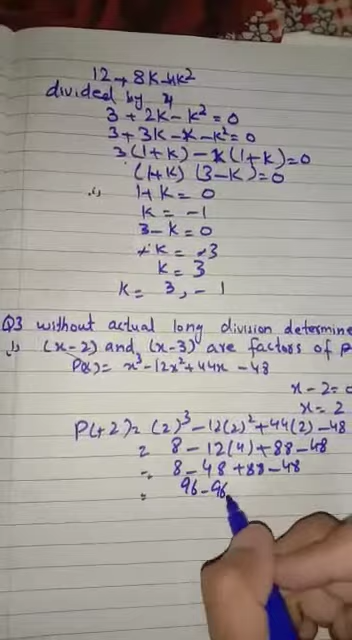 12 + 8K - 4K²
divided by 4
3 + 2K - K² = 0
3 + 3K - K - K² = 0
3(1+K) - K(1+K) = 0
(1+K) (3-K) = 0
1+K = 0
K = -1
3-K = 0
-K = -3
K = 3
K = 3, -1
Q3 without actual long division determine
(x-2) and (x-3) are factors of P
P(x) = x³ - 12x² + 44x - 48
x - 2 = 0
x = 2
P(+2) = (2)³ - 12(2)² + 44(2) - 48
= 8 - 12(4) + 88 - 48
= 8 - 48 + 88 - 48
= 96 - 96